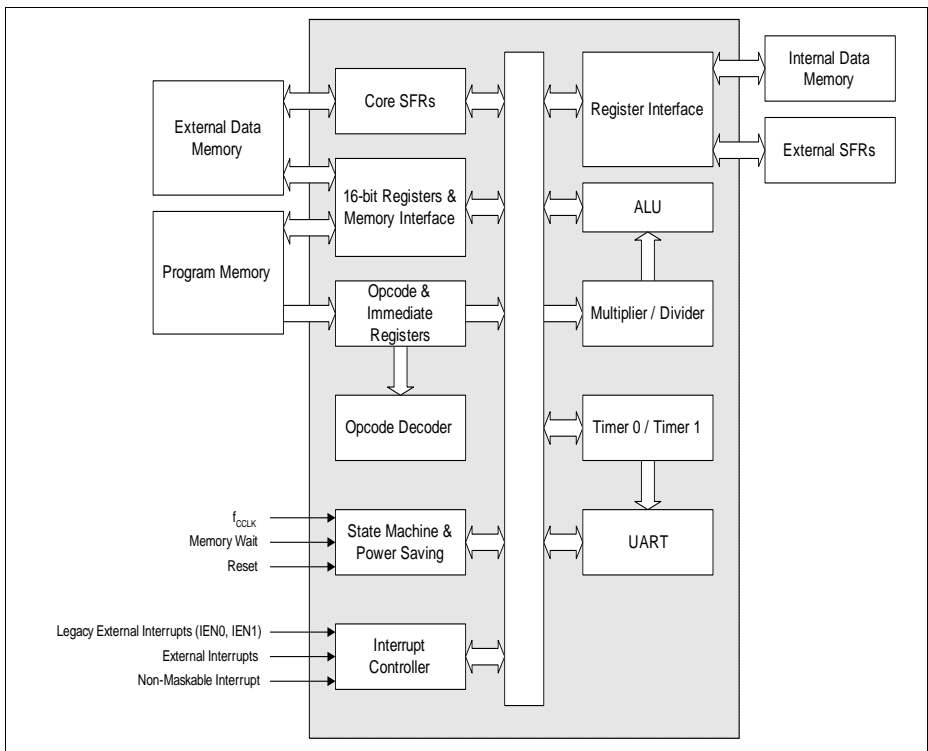 External Data
Memory
Program Memory
Core SFRs
16-bit Registers &
Memory Interface
Opcode &
Immediate
Registers
Opcode Decoder
State Machine &
Power Saving
Interrupt
Controller
f CCLK
Memory Wait
Reset
Legacy External Interrupts (IEN0, IEN1)
External Interrupts
Non-Maskable Interrupt
Register Interface
ALU
Multiplier / Divider
Timer 0 / Timer 1
UART
Internal Data
Memory
External SFRs